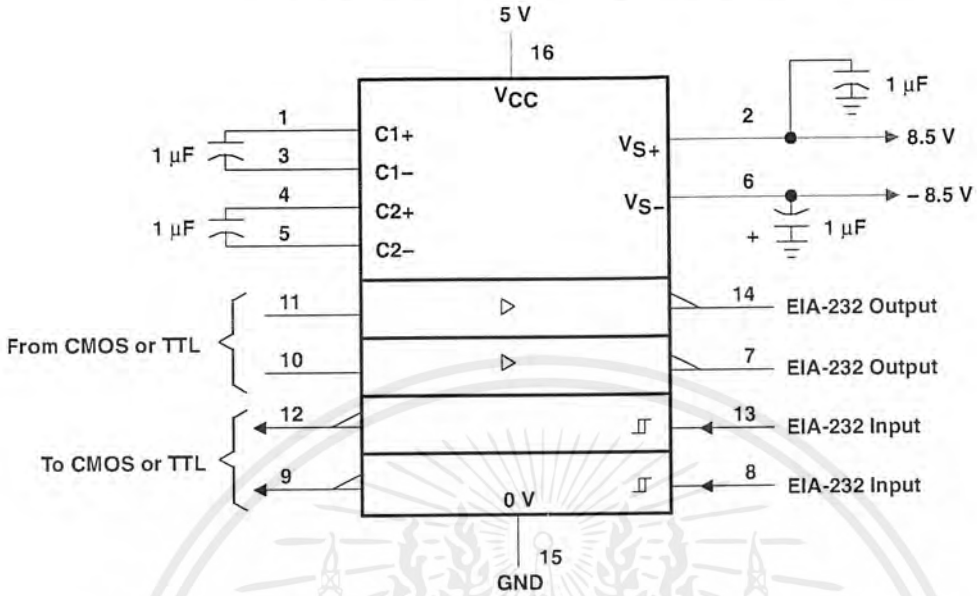 5 V
16
VCC
1
C1+
1 µF
3
C1−
4
C2+
1 µF
5
C2−
1 µF
2
VS+
8.5 V
6
VS−
− 8.5 V
+
1 µF
From CMOS or TTL
11
14
EIA-232 Output
10
7
EIA-232 Output
To CMOS or TTL
12
13
EIA-232 Input
9
8
EIA-232 Input
0 V
15
GND